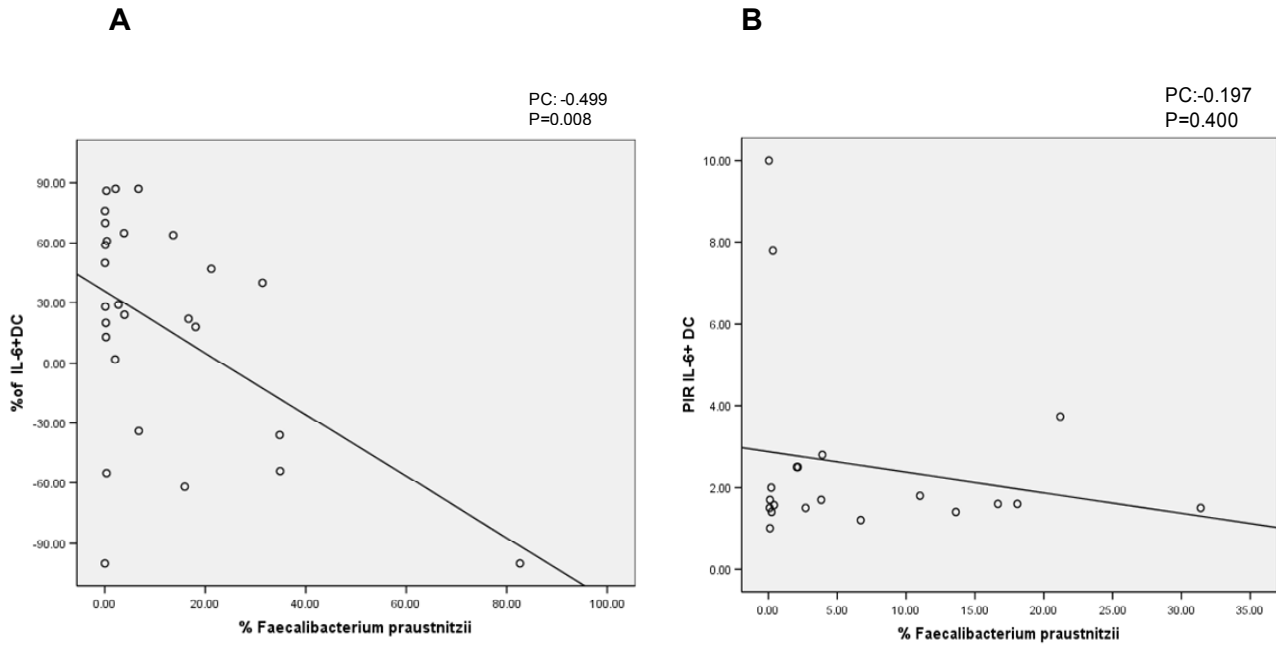 A
B
PC: -0.499
P=0.008
PC:-0.197
P=0.400
90.00
60.00
30.00
0.00
-30.00
-60.00
-90.00
%of IL-6+DC
0.00 20.00 40.00 60.00 80.00 100.00
% Faecalibacterium praustnitzii
10.00
8.00
6.00
4.00
2.00
0.00
PIR IL-6+ DC
0.00 5.00 10.00 15.00 20.00 25.00 30.00 35.00
% Faecalibacterium praustnitzii